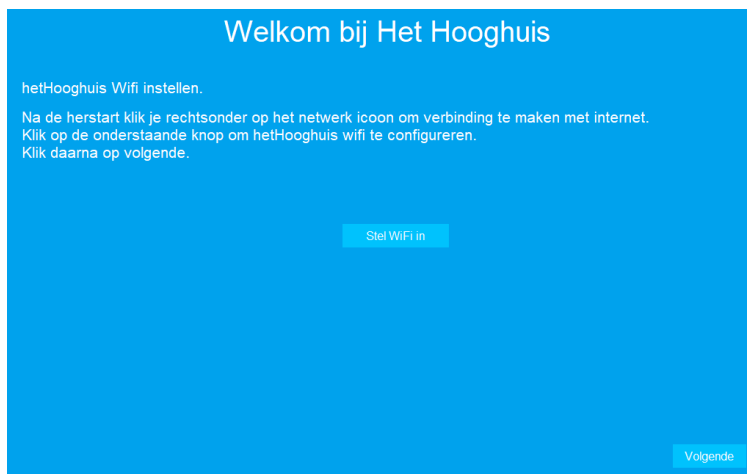 Welkom bij Het Hooghuis
hetHooghuis Wifi instellen.
Na de herstart klik je rechtsonder op het netwerk icoon om verbinding te maken met internet.
Klik op de onderstaande knop om hetHooghuis wifi te configureren.
Klik daarna op volgende.
Stel WiFi in
Volgende